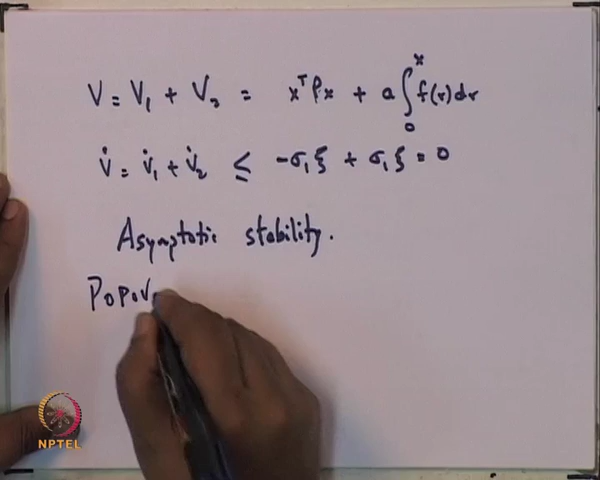 V = V₁ + V₂ = xᵀPx + a∫₀ˣ f(r)dr
V̇ = V̇₁ + V̇₂ ≤ -σ₁ξ + σ₁ξ = 0
Asymptotic stability.
Popov
NPTEL